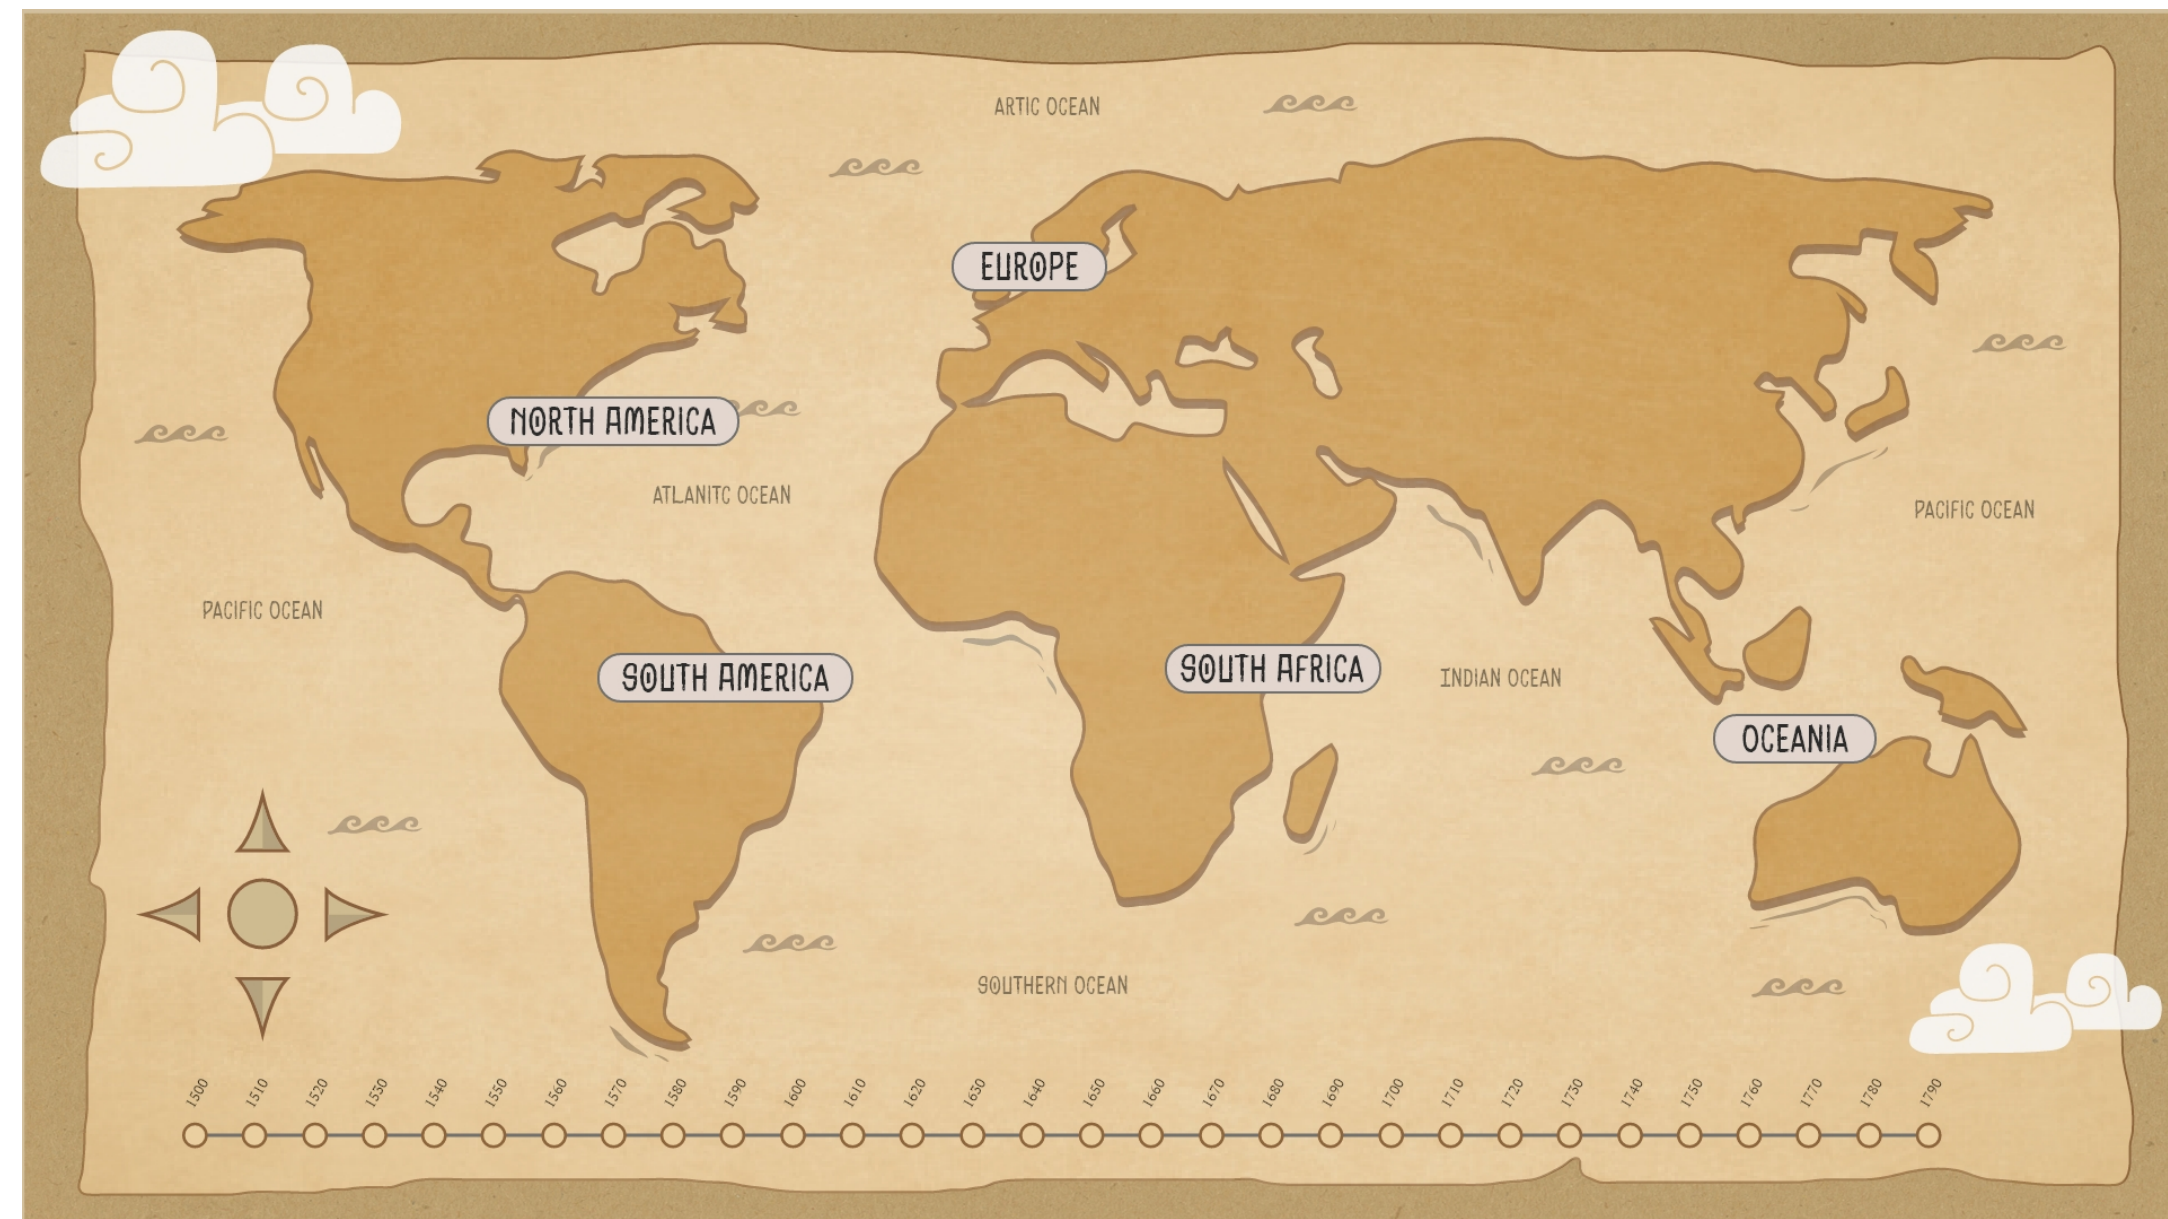 ARTIC OCEAN
EUROPE
NORTH AMERICA
ATLANITC OCEAN
PACIFIC OCEAN
PACIFIC OCEAN
SOUTH AMERICA
SOUTH AFRICA
INDIAN OCEAN
OCEANIA
SOUTHERN OCEAN
1500 1510 1520 1530 1540 1550 1560 1570 1580 1590 1600 1610 1620 1630 1640 1650 1660 1670 1680 1690 1700 1710 1720 1730 1740 1750 1760 1770 1780 1790